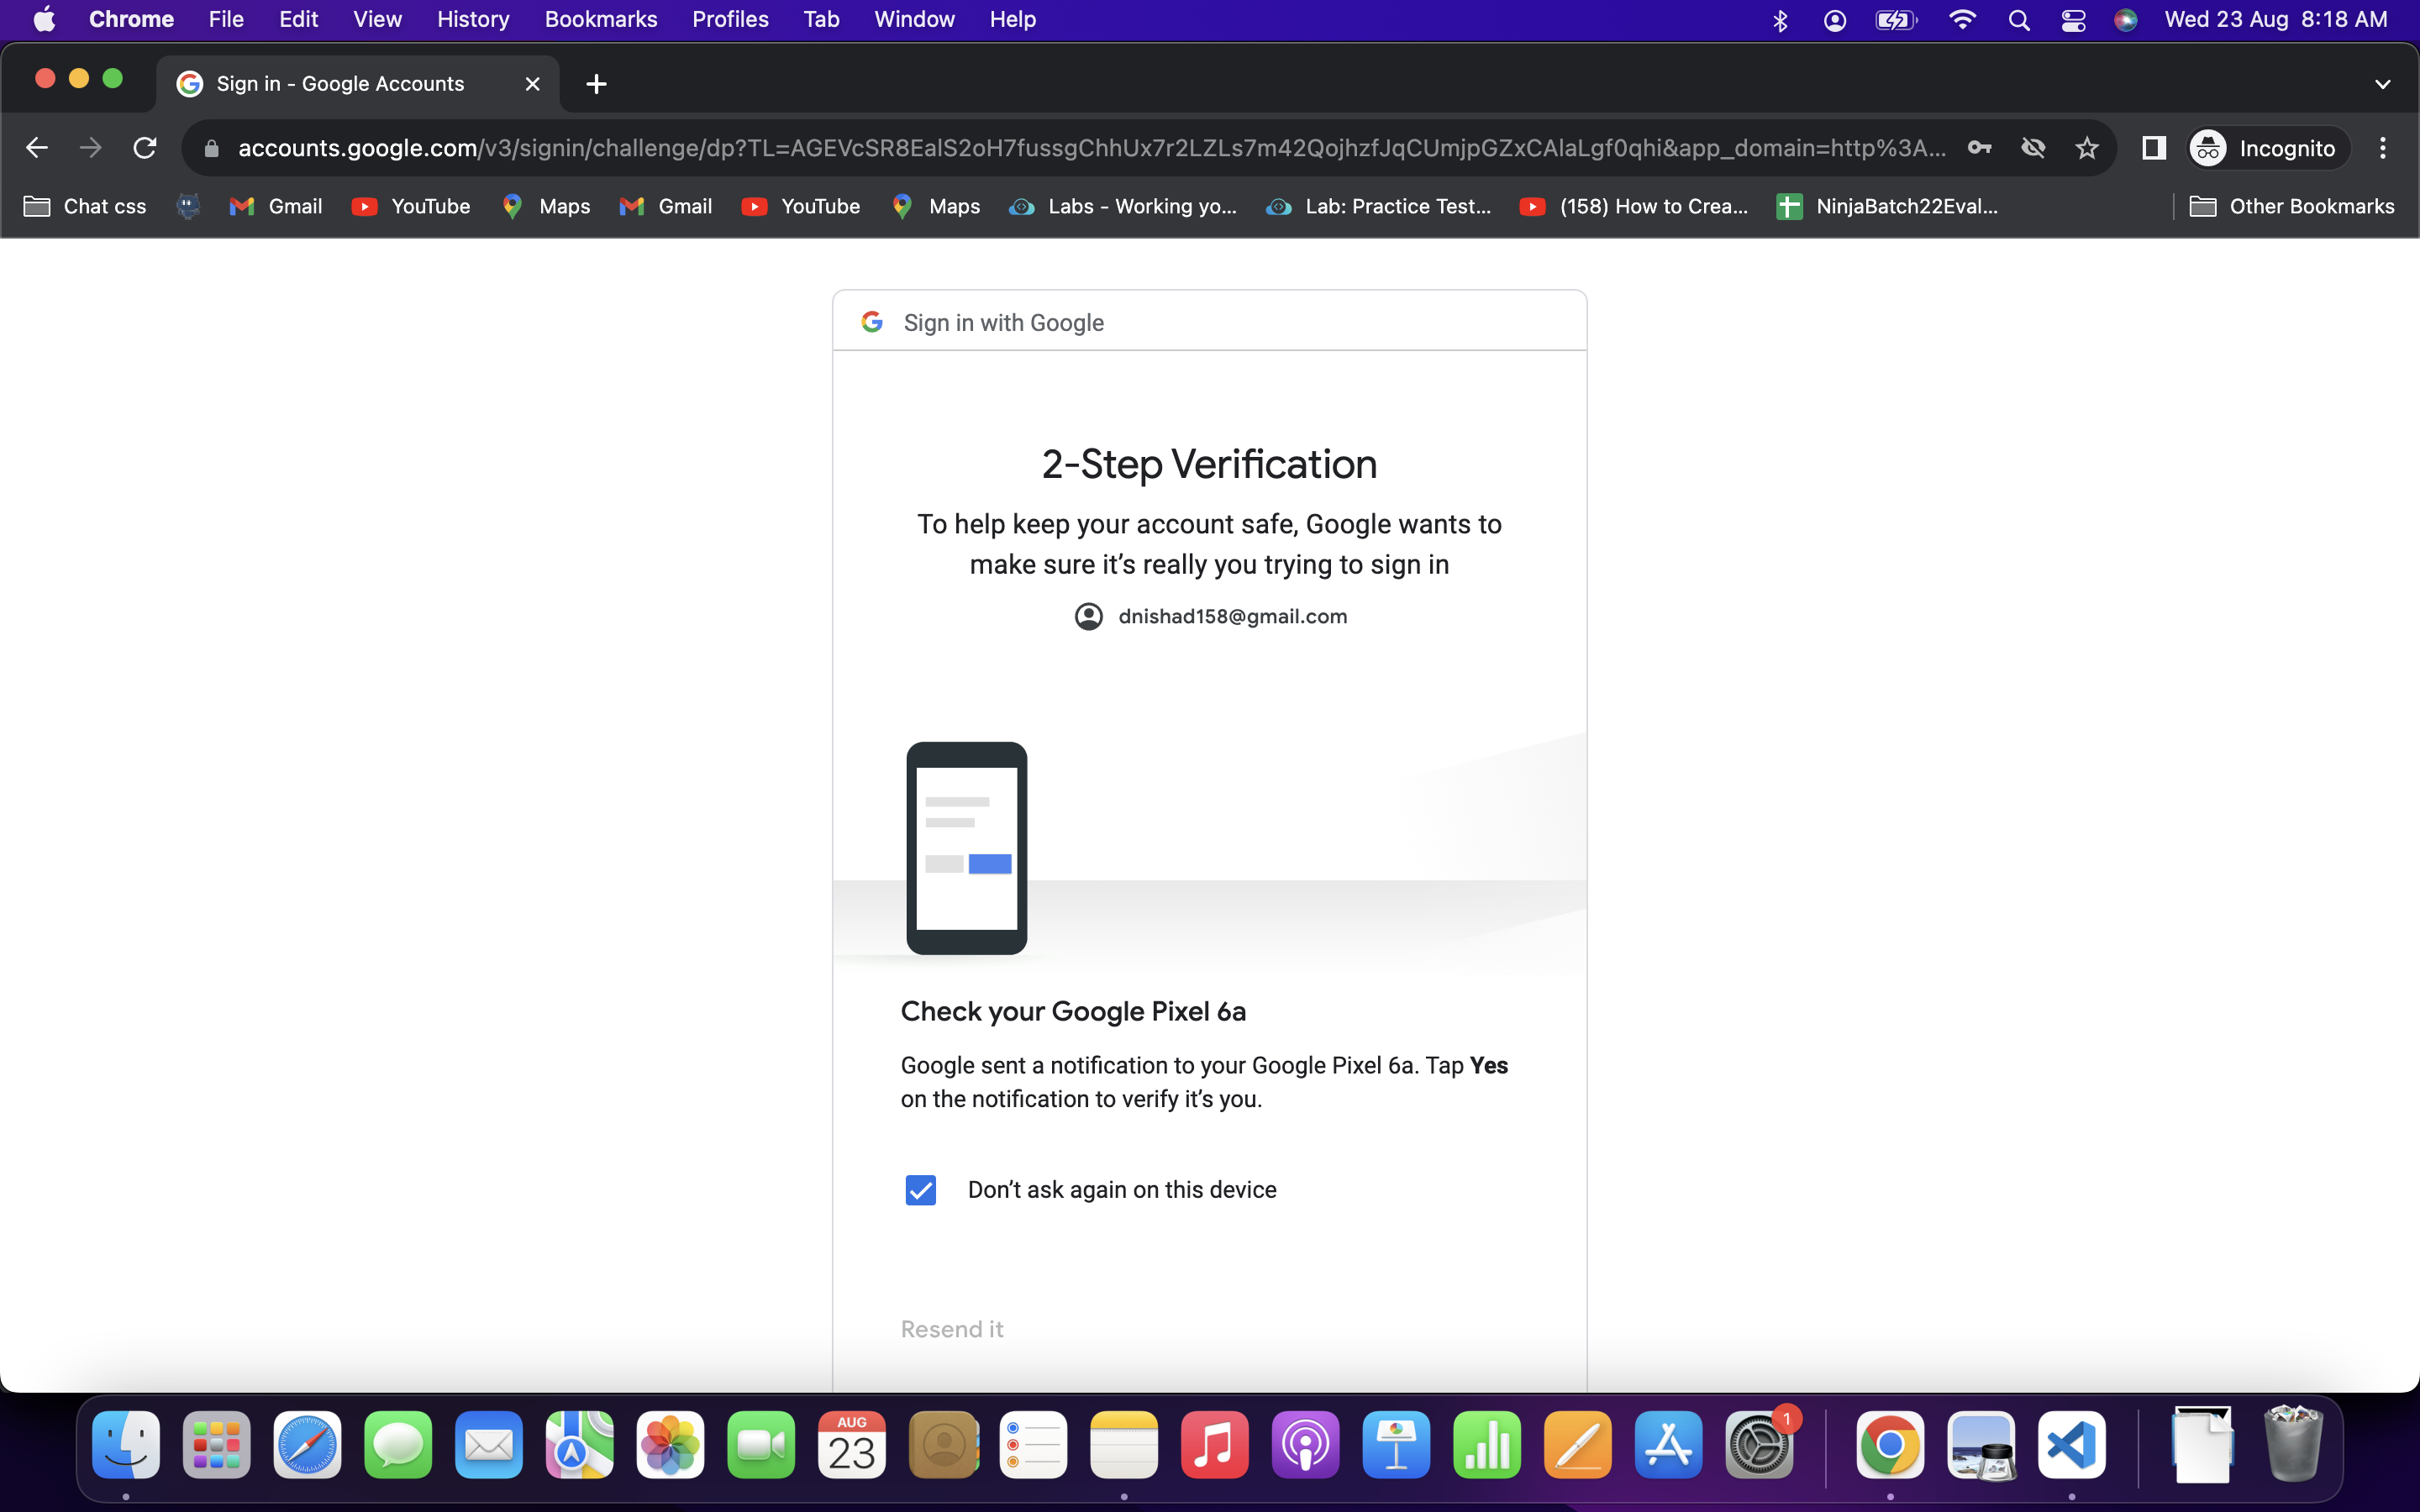 Chrome File Edit View History Bookmarks Profiles Tab Window Help Wed 23 Aug 8:18 AM
Sign in - Google Accounts
accounts.google.com/v3/signin/challenge/dp?TL=AGEVcSR8EalS2oH7fussgChhUx7r2LZLs7m42QojhzfJqCUmjpGZxCAlaLgf0qhi&app_domain=http%3A... Incognito
Chat css Gmail YouTube Maps Gmail YouTube Maps Labs - Working yo... Lab: Practice Test... (158) How to Crea... NinjaBatch22Eval... Other Bookmarks
Sign in with Google
2-Step Verification
To help keep your account safe, Google wants to
make sure it’s really you trying to sign in
dnishad158@gmail.com
Check your Google Pixel 6a
Google sent a notification to your Google Pixel 6a. Tap Yes
on the notification to verify it’s you.
Don’t ask again on this device
Resend it
AUG
23
1